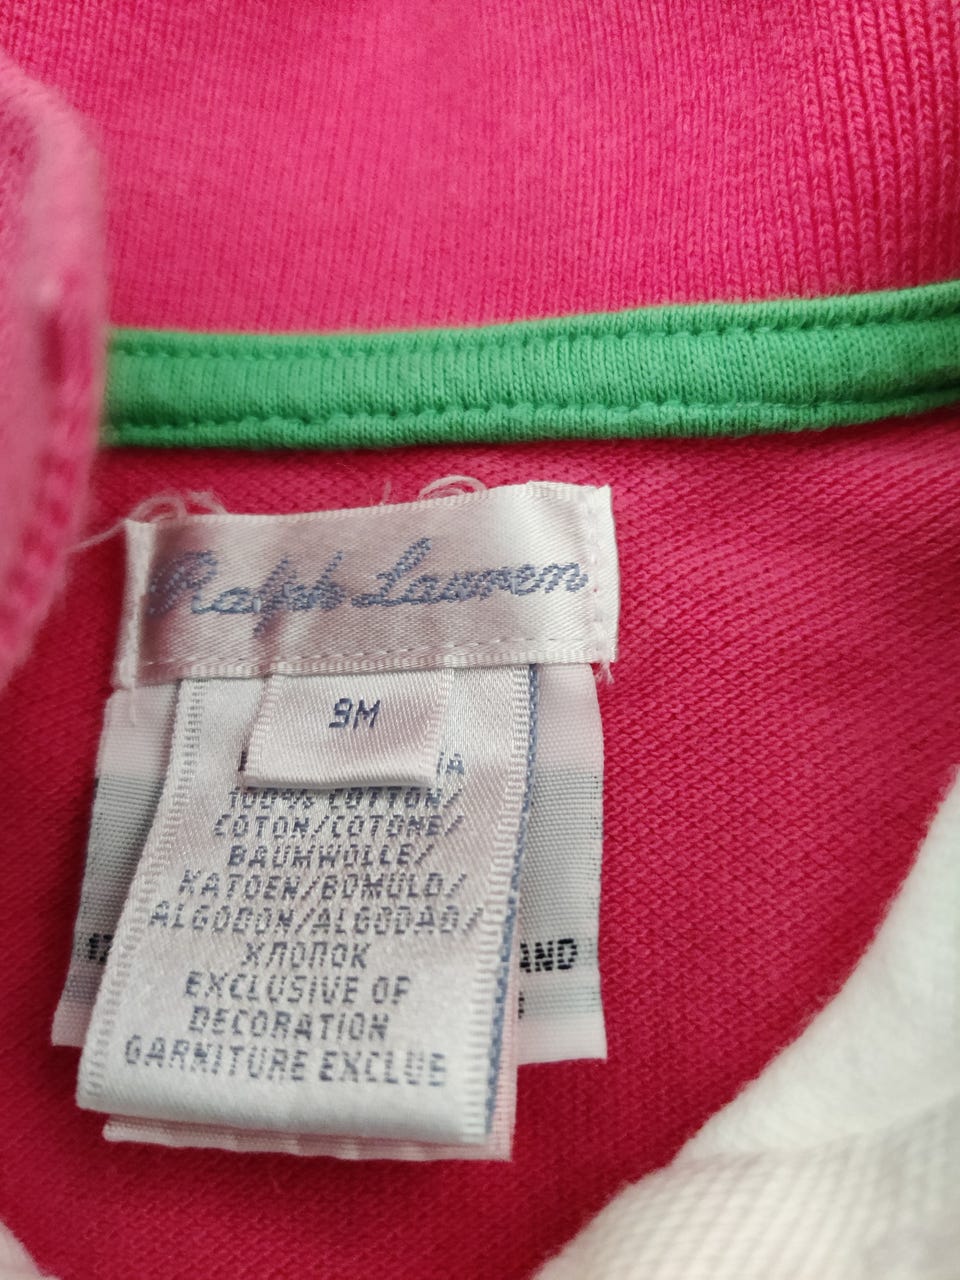 Ralph Lauren
9M
100% COTTON/
COTON/COTONE/
BAUMWOLLE/
KATOEN/BOMULD/
ALGODON/ALGODAO/
ХЛОПОК
EXCLUSIVE OF
DECORATION
GARNITURE EXCLUE